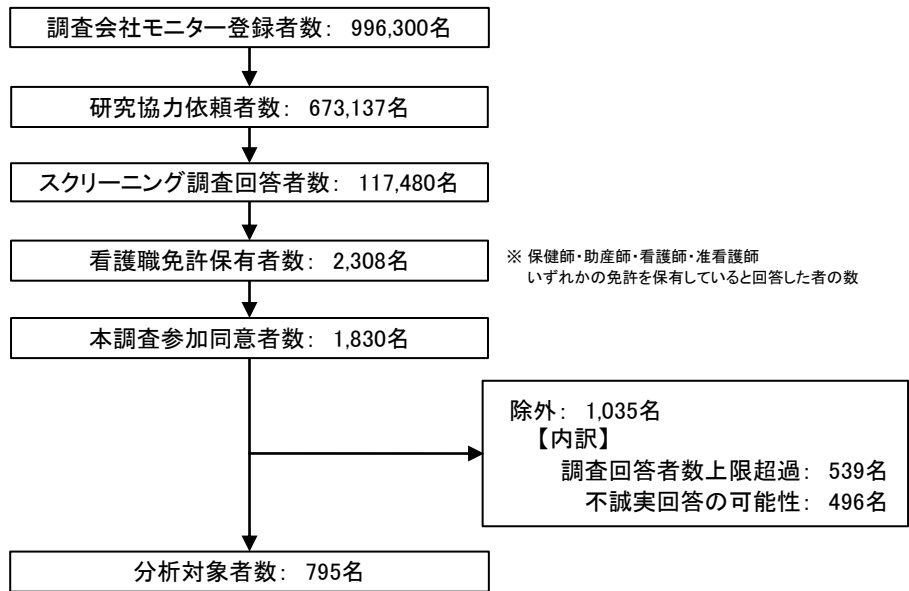 調査会社モニター登録者数： 996,300名
研究協力依頼者数： 673,137名
スクリーニング調査回答者数： 117,480名
看護職免許保有者数： 2,308名
※ 保健師・助産師・看護師・准看護師
いずれかの免許を保有していると回答した者の数
本調査参加同意者数： 1,830名
除外： 1,035名
【内訳】
調査回答者数上限超過： 539名
不誠実回答の可能性： 496名
分析対象者数： 795名